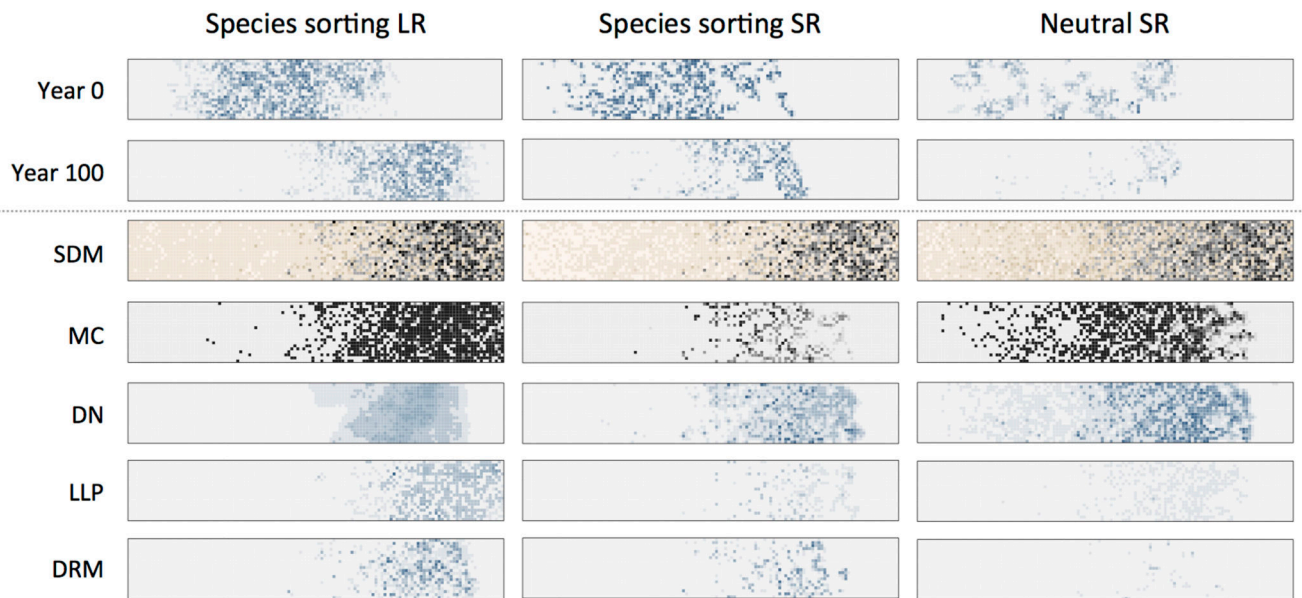 Species sorting LR Species sorting SR Neutral SR
Year 0
Year 100
SDM
MC
DN
LLP
DRM